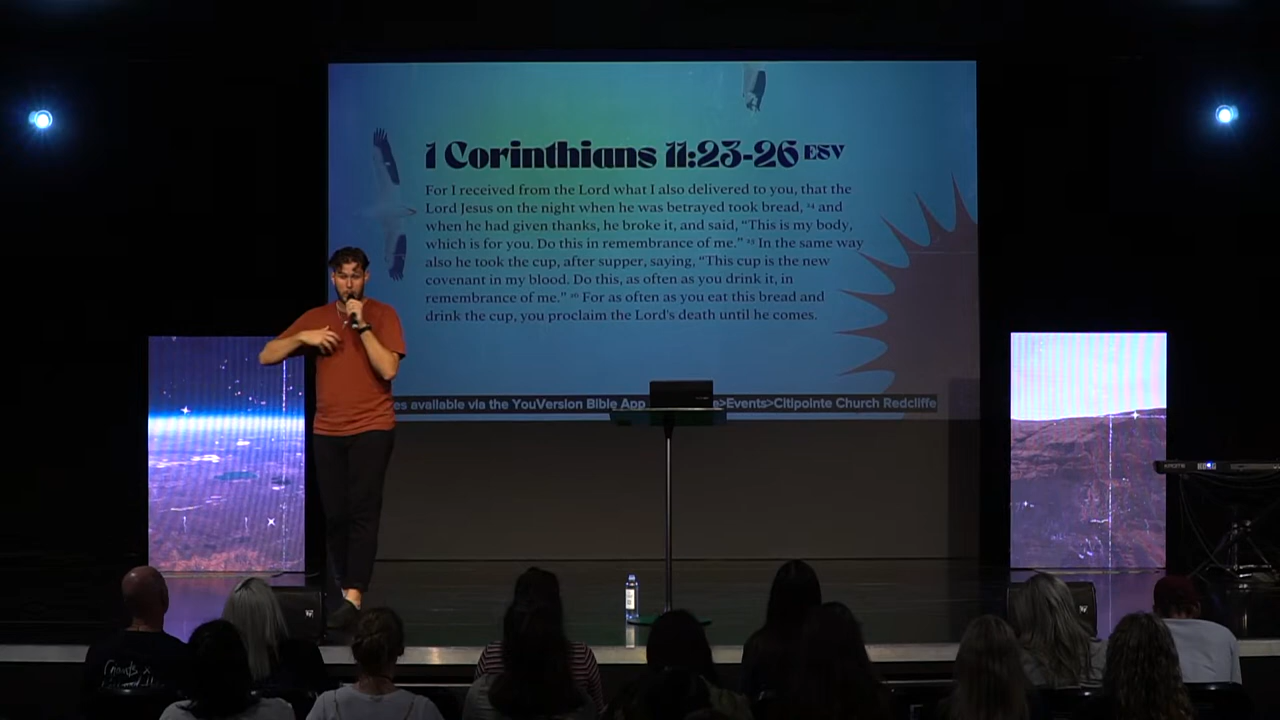 1 Corinthians 11:23-26 ESV
For I received from the Lord what I also delivered to you, that the
Lord Jesus on the night when he was betrayed took bread, ²⁴ and
when he had given thanks, he broke it, and said, “This is my body,
which is for you. Do this in remembrance of me.” ²⁵ In the same way
also he took the cup, after supper, saying, “This cup is the new
covenant in my blood. Do this, as often as you drink it, in
remembrance of me.” ²⁶ For as often as you eat this bread and
drink the cup, you proclaim the Lord's death until he comes.
available via the YouVersion Bible App >Events>Citipointe Church Redcliffe